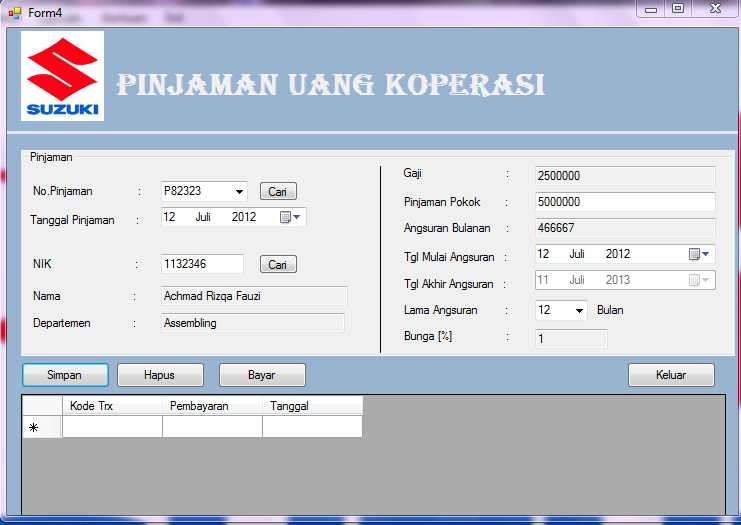 Form4
SUZUKI
PINJAMAN UANG KOPERASI
Pinjaman
No.Pinjaman : P82323 Cari
Tanggal Pinjaman : 12 Juli 2012
NIK : 1132346 Cari
Nama : Achmad Rizqa Fauzi
Departemen : Assembling
Gaji : 2500000
Pinjaman Pokok : 5000000
Angsuran Bulanan : 466667
Tgl Mulai Angsuran : 12 Juli 2012
Tgl Akhir Angsuran : 11 Juli 2013
Lama Angsuran : 12 Bulan
Bunga [%] : 1
Simpan Hapus Bayar Keluar
Kode Trx Pembayaran Tanggal